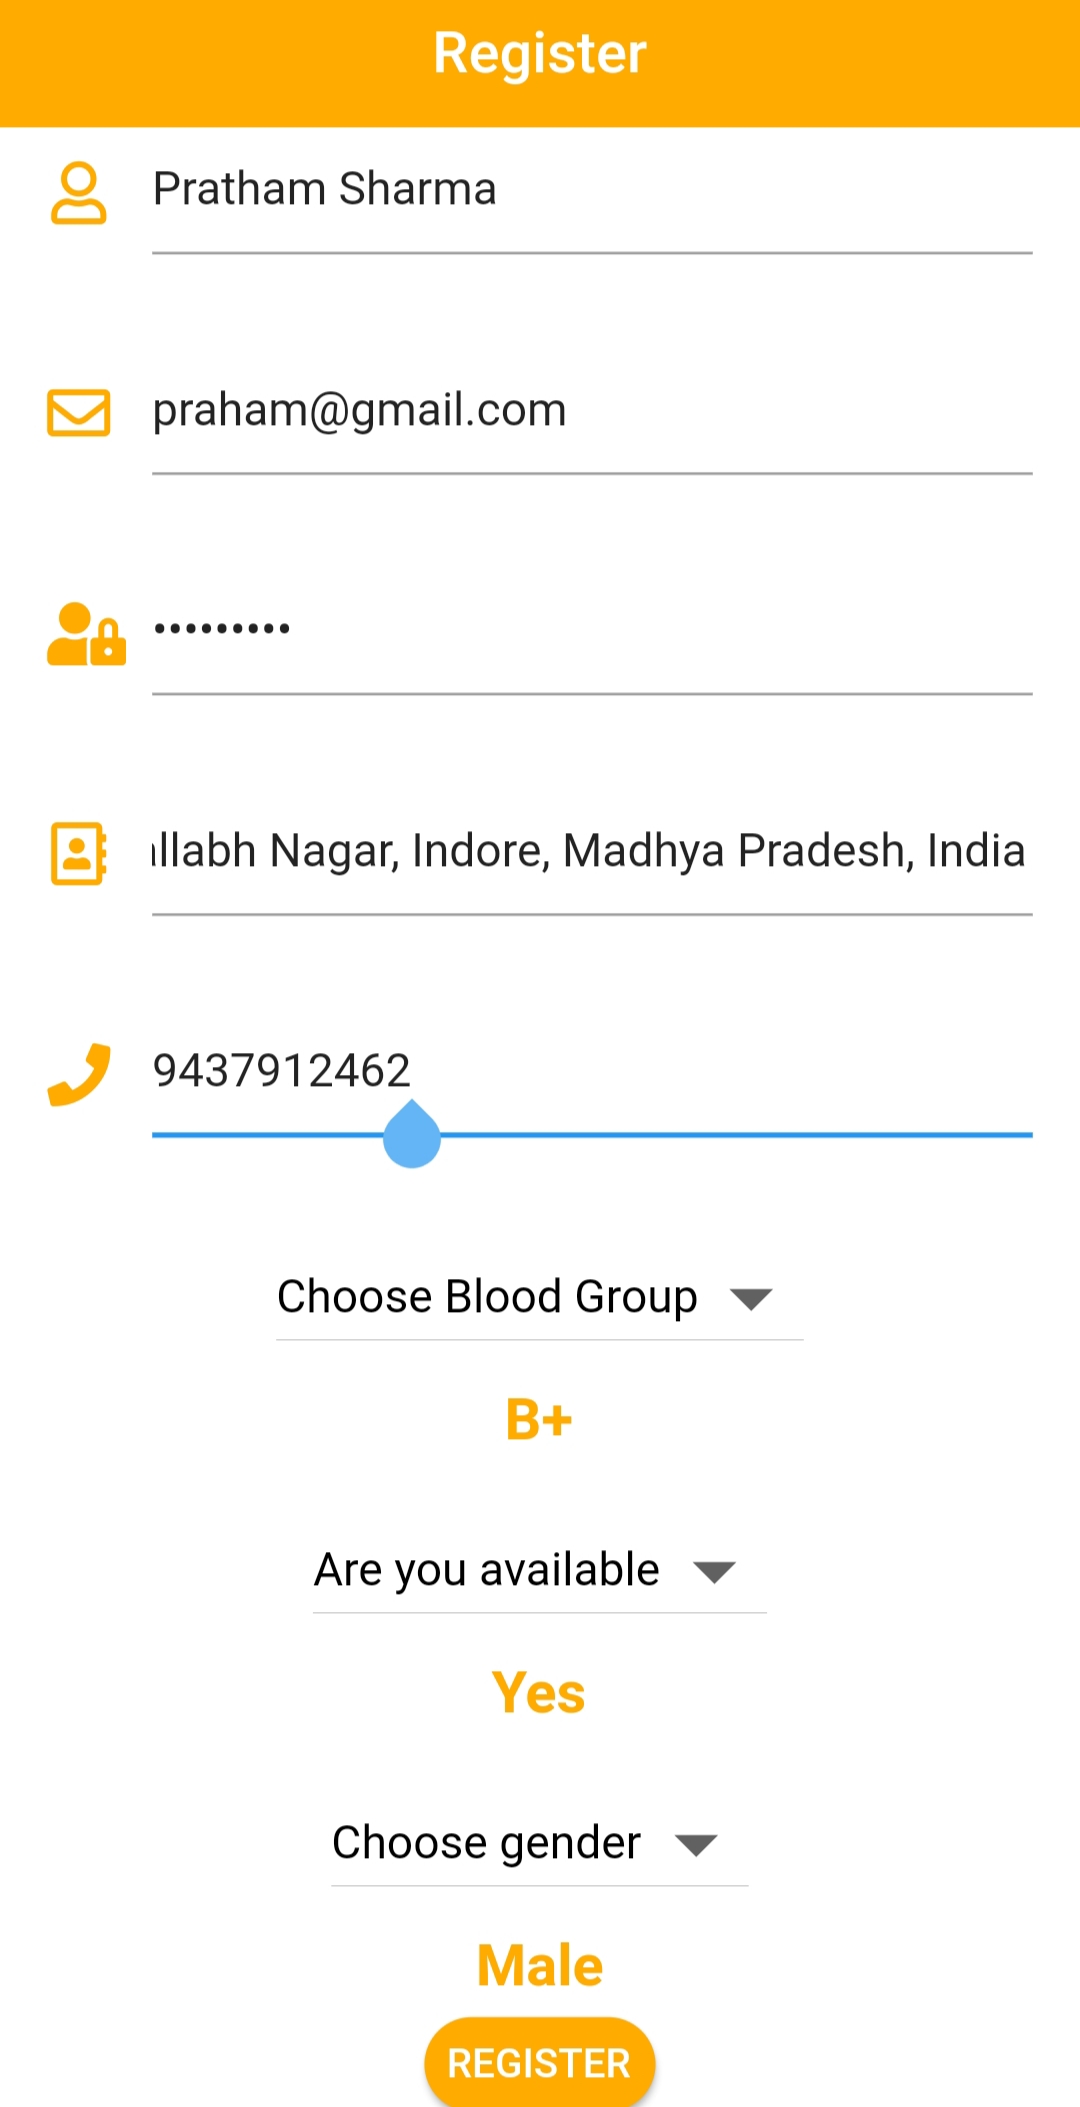 Register
Pratham Sharma
praham@gmail.com
•••••••••
Nagar, Indore, Madhya Pradesh, India
9437912462
Choose Blood Group
B+
Are you available
Yes
Choose gender
Male
REGISTER